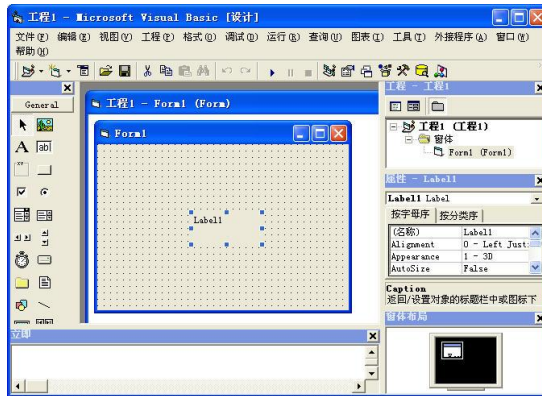 工程1 - Microsoft Visual Basic [设计]
文件(F) 编辑(E) 视图(V) 工程(P) 格式(O) 调试(D) 运行(R) 查询(U) 图表(I) 工具(T) 外接程序(A) 窗口(W)
帮助(H)
工程 - 工程1
General
工程1 - Form1 (Form)
工程1 (工程1)
窗体
Form1 (Form1)
Form1
A
ab
Label1
属性 - Label1
Label1 Label
按字母序 按分类序
(名称) Label1
Alignment 0 - Left Just
Appearance 1 - 3D
AutoSize False
Caption
返回/设置对象的标题栏中或图标下
窗体布局
立即